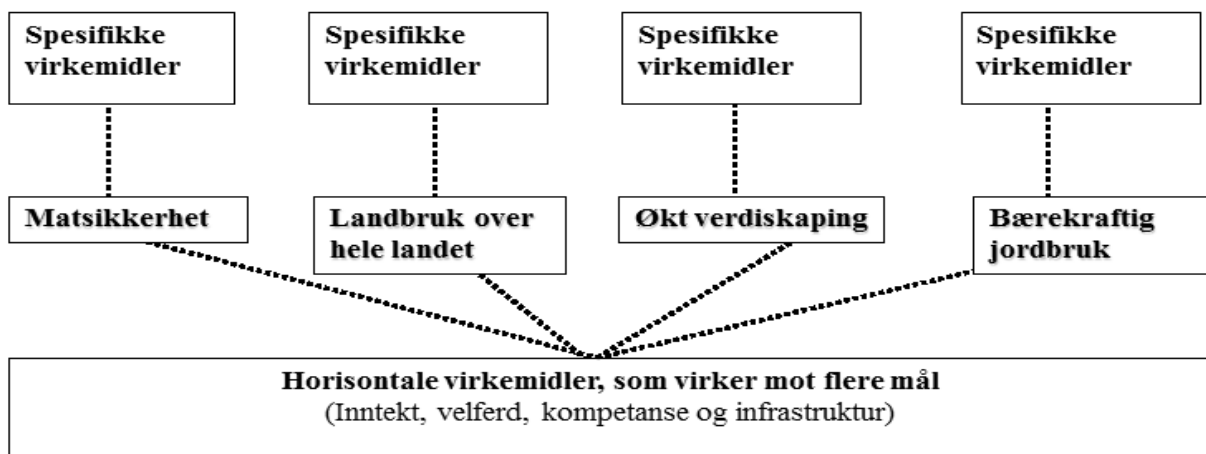 Spesifikke
virkemidler
Spesifikke
virkemidler
Spesifikke
virkemidler
Spesifikke
virkemidler
Matsikkerhet
Landbruk over
hele landet
Økt verdiskaping
Bærekraftig
jordbruk
Horisontale virkemidler, som virker mot flere mål
(Inntekt, velferd, kompetanse og infrastruktur)